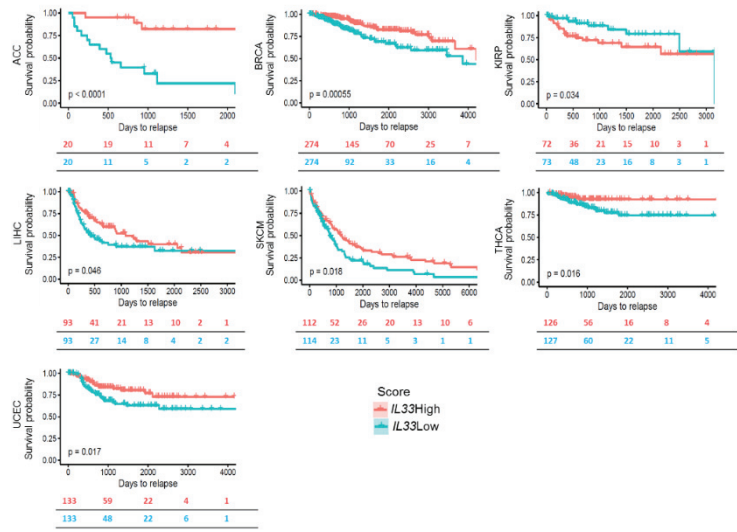 ACC
Survival probability
1.00
0.75
0.50
0.25
0.00
p < 0.0001
0 500 1000 1500 2000
Days to relapse
20 19 11 7 4
20 11 5 2 2
BRCA
Survival probability
1.00
0.75
0.50
0.25
0.00
p = 0.00055
0 1000 2000 3000 4000
Days to relapse
274 145 70 25 7
274 92 33 16 4
KIRP
Survival probability
1.00
0.75
0.50
0.25
0.00
p = 0.034
0 500 1000 1500 2000 2500 3000
Days to relapse
72 36 21 15 10 3 1
73 48 23 16 8 3 1
LIHC
Survival probability
1.00
0.75
0.50
0.25
0.00
p = 0.046
0 500 1000 1500 2000 2500 3000
Days to relapse
93 41 21 13 10 2 1
93 27 14 8 4 2 2
SKCM
Survival probability
1.00
0.75
0.50
0.25
0.00
p = 0.018
0 1000 2000 3000 4000 5000 6000
Days to relapse
112 52 26 20 13 10 6
114 23 11 5 3 1 1
THCA
Survival probability
1.00
0.75
0.50
0.25
0.00
p = 0.016
0 1000 2000 3000 4000
Days to relapse
126 56 16 8 4
127 60 22 11 5
UCEC
Survival probability
1.00
0.75
0.50
0.25
0.00
p = 0.017
0 1000 2000 3000 4000
Days to relapse
133 59 22 4 1
133 48 22 6 1
Score
IL33High
IL33Low